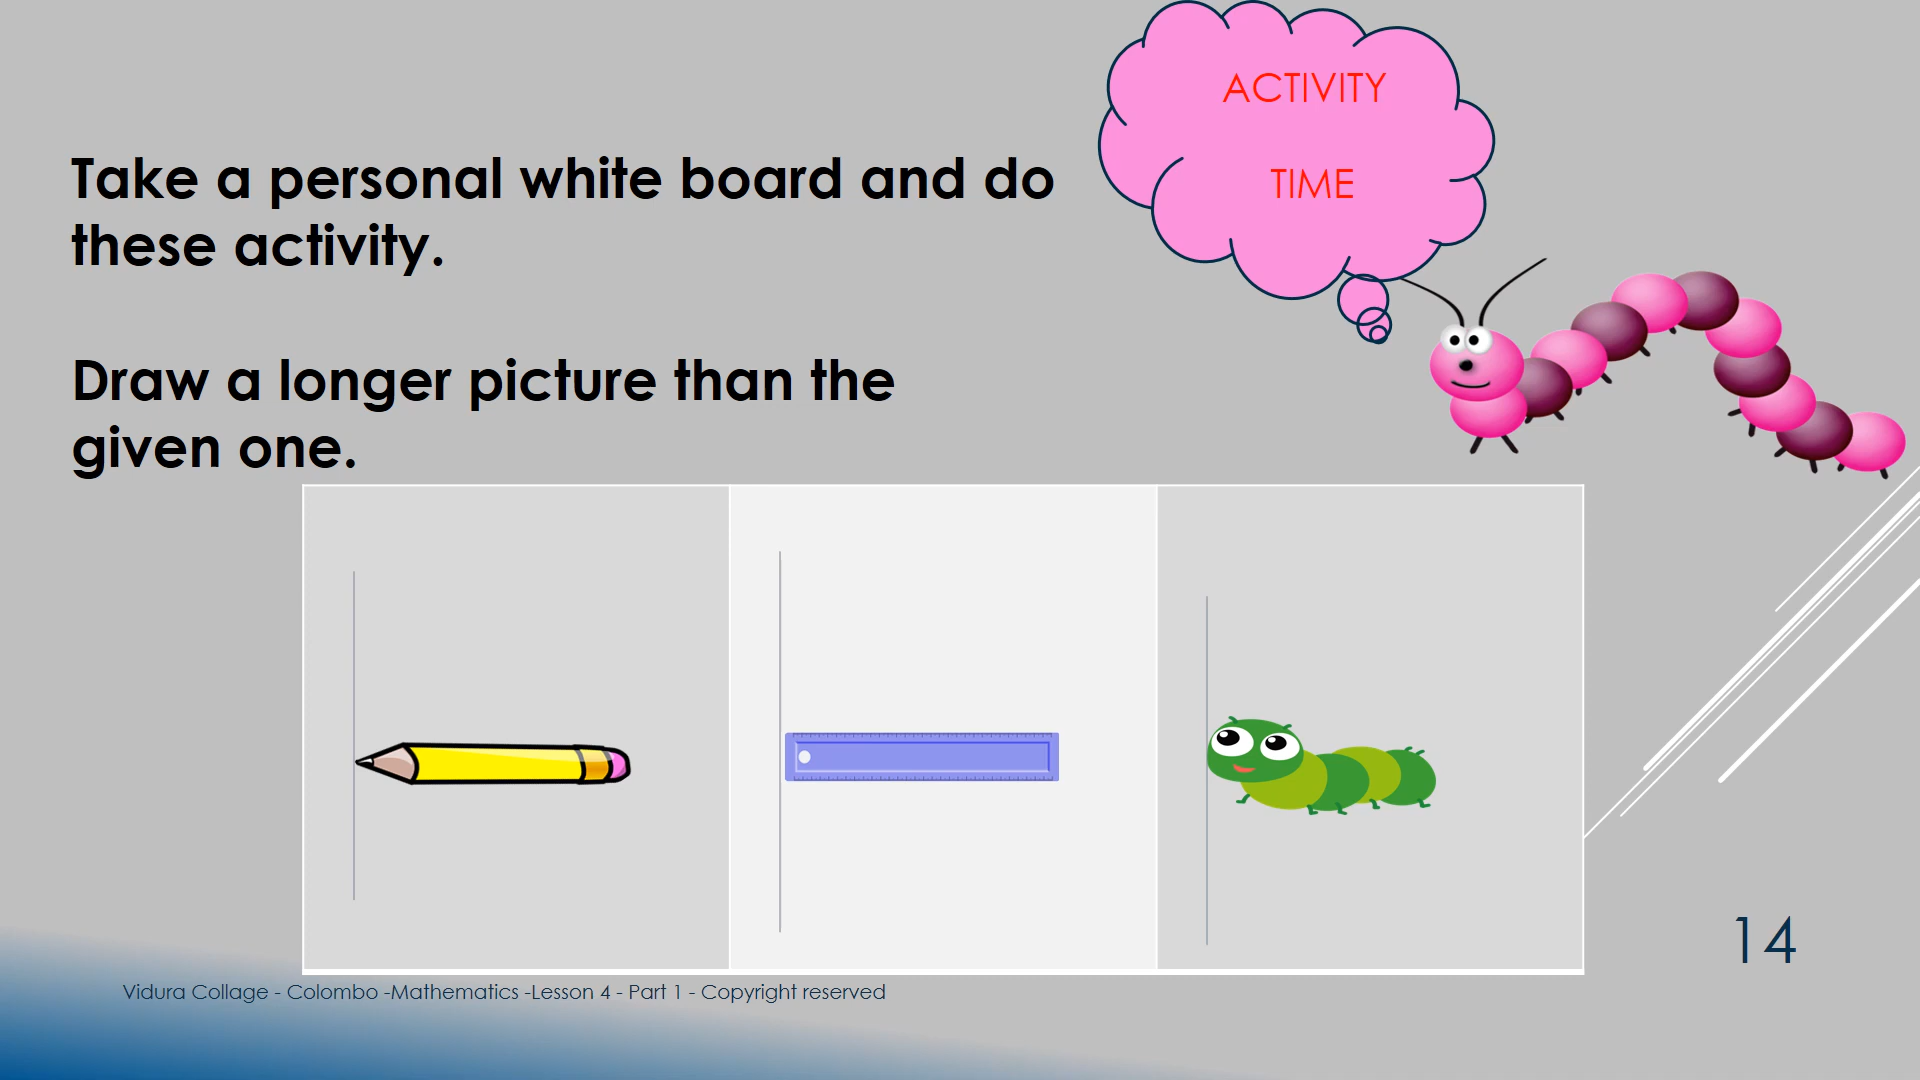 ACTIVITY
TIME
Take a personal white board and do
these activity.
Draw a longer picture than the
given one.
14
Vidura Collage - Colombo -Mathematics -Lesson 4 - Part 1 - Copyright reserved